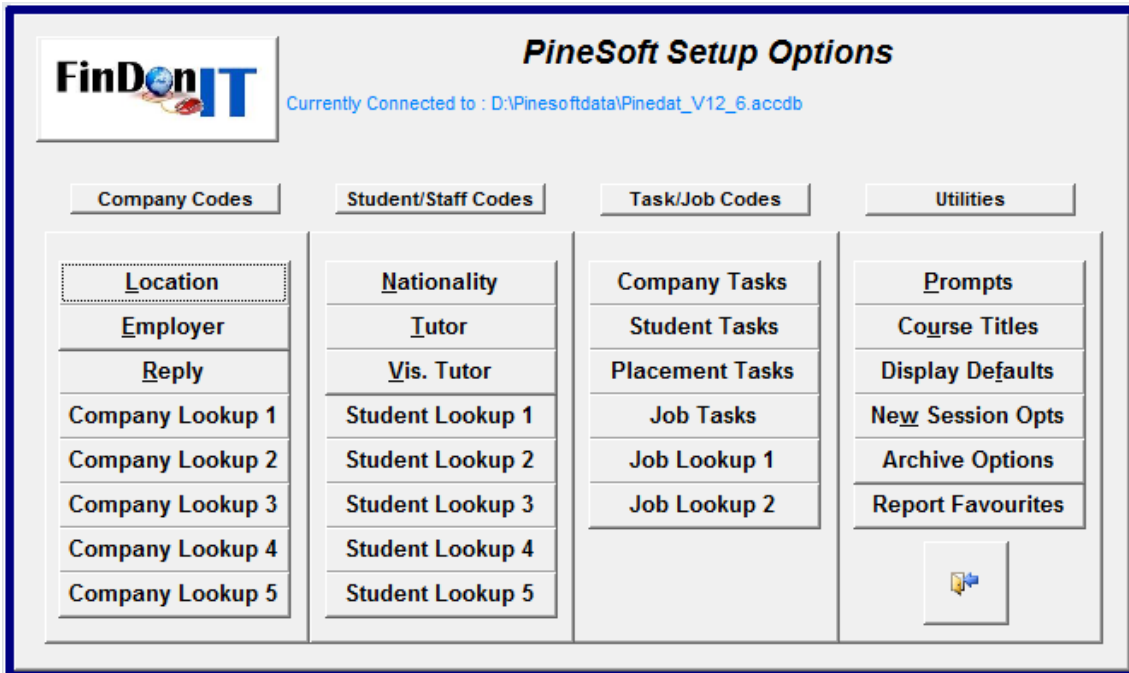 FinDonIT
PineSoft Setup Options
Currently Connected to : D:\Pinesoftdata\Pinedat_V12_6.accdb
Company Codes
Student/Staff Codes
Task/Job Codes
Utilities
Location
Employer
Reply
Company Lookup 1
Company Lookup 2
Company Lookup 3
Company Lookup 4
Company Lookup 5
Nationality
Tutor
Vis. Tutor
Student Lookup 1
Student Lookup 2
Student Lookup 3
Student Lookup 4
Student Lookup 5
Company Tasks
Student Tasks
Placement Tasks
Job Tasks
Job Lookup 1
Job Lookup 2
Prompts
Course Titles
Display Defaults
New Session Opts
Archive Options
Report Favourites